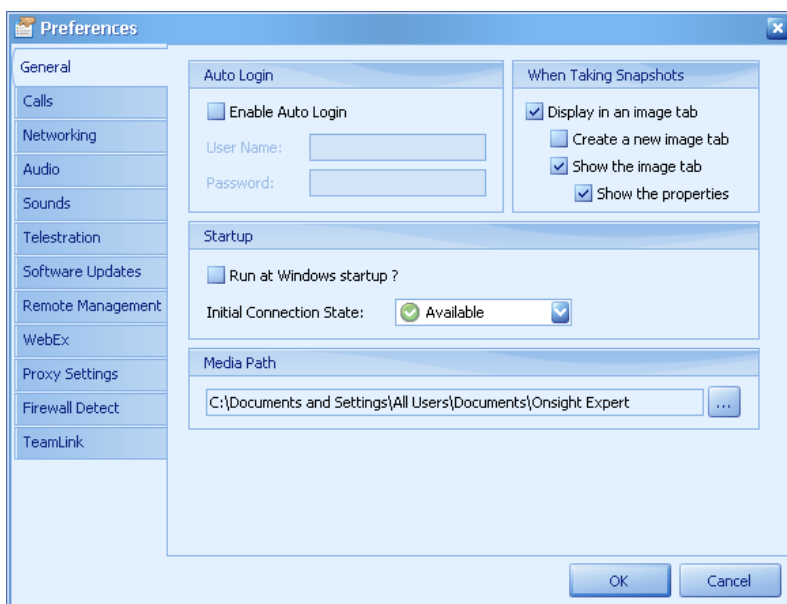 Preferences
General
Calls
Networking
Audio
Sounds
Telestration
Software Updates
Remote Management
WebEx
Proxy Settings
Firewall Detect
TeamLink
Auto Login
Enable Auto Login
User Name:
Password:
When Taking Snapshots
Display in an image tab
Create a new image tab
Show the image tab
Show the properties
Startup
Run at Windows startup ?
Initial Connection State: Available
Media Path
C:\Documents and Settings\All Users\Documents\Onsight Expert ...
OK Cancel